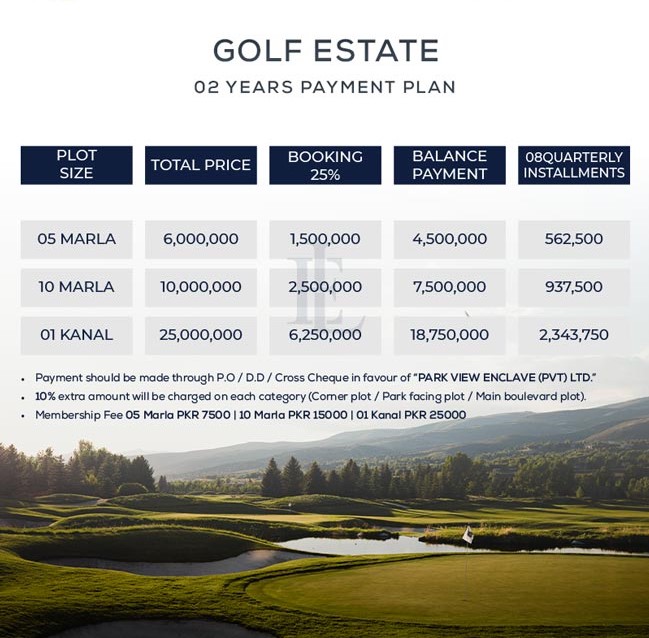 GOLF ESTATE
02 YEARS PAYMENT PLAN
PLOT SIZE TOTAL PRICE BOOKING 25% BALANCE PAYMENT 08QUARTERLY INSTALLMENTS
05 MARLA 6,000,000 1,500,000 4,500,000 562,500
10 MARLA 10,000,000 2,500,000 7,500,000 937,500
01 KANAL 25,000,000 6,250,000 18,750,000 2,343,750
• Payment should be made through P.O / D.D / Cross Cheque in favour of “PARK VIEW ENCLAVE (PVT) LTD.”
• 10% extra amount will be charged on each category (Corner plot / Park facing plot / Main boulevard plot).
• Membership Fee 05 Marla PKR 7500 | 10 Marla PKR 15000 | 01 Kanal PKR 25000